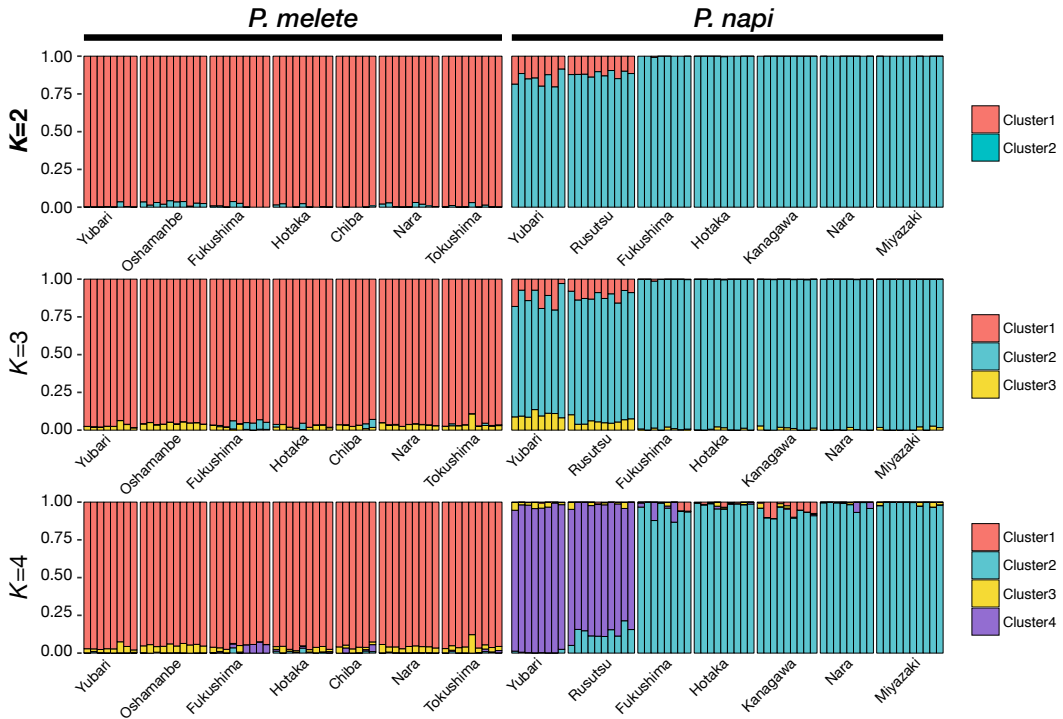 P. melete P. napi
K=2
1.00
0.75
0.50
0.25
0.00
Yubari Oshamanbe Fukushima Hotaka Chiba Nara Tokushima Yubari Rusutsu Fukushima Hotaka Kanagawa Nara Miyazaki
Cluster1
Cluster2
K=3
1.00
0.75
0.50
0.25
0.00
Yubari Oshamanbe Fukushima Hotaka Chiba Nara Tokushima Yubari Rusutsu Fukushima Hotaka Kanagawa Nara Miyazaki
Cluster1
Cluster2
Cluster3
K=4
1.00
0.75
0.50
0.25
0.00
Yubari Oshamanbe Fukushima Hotaka Chiba Nara Tokushima Yubari Rusutsu Fukushima Hotaka Kanagawa Nara Miyazaki
Cluster1
Cluster2
Cluster3
Cluster4